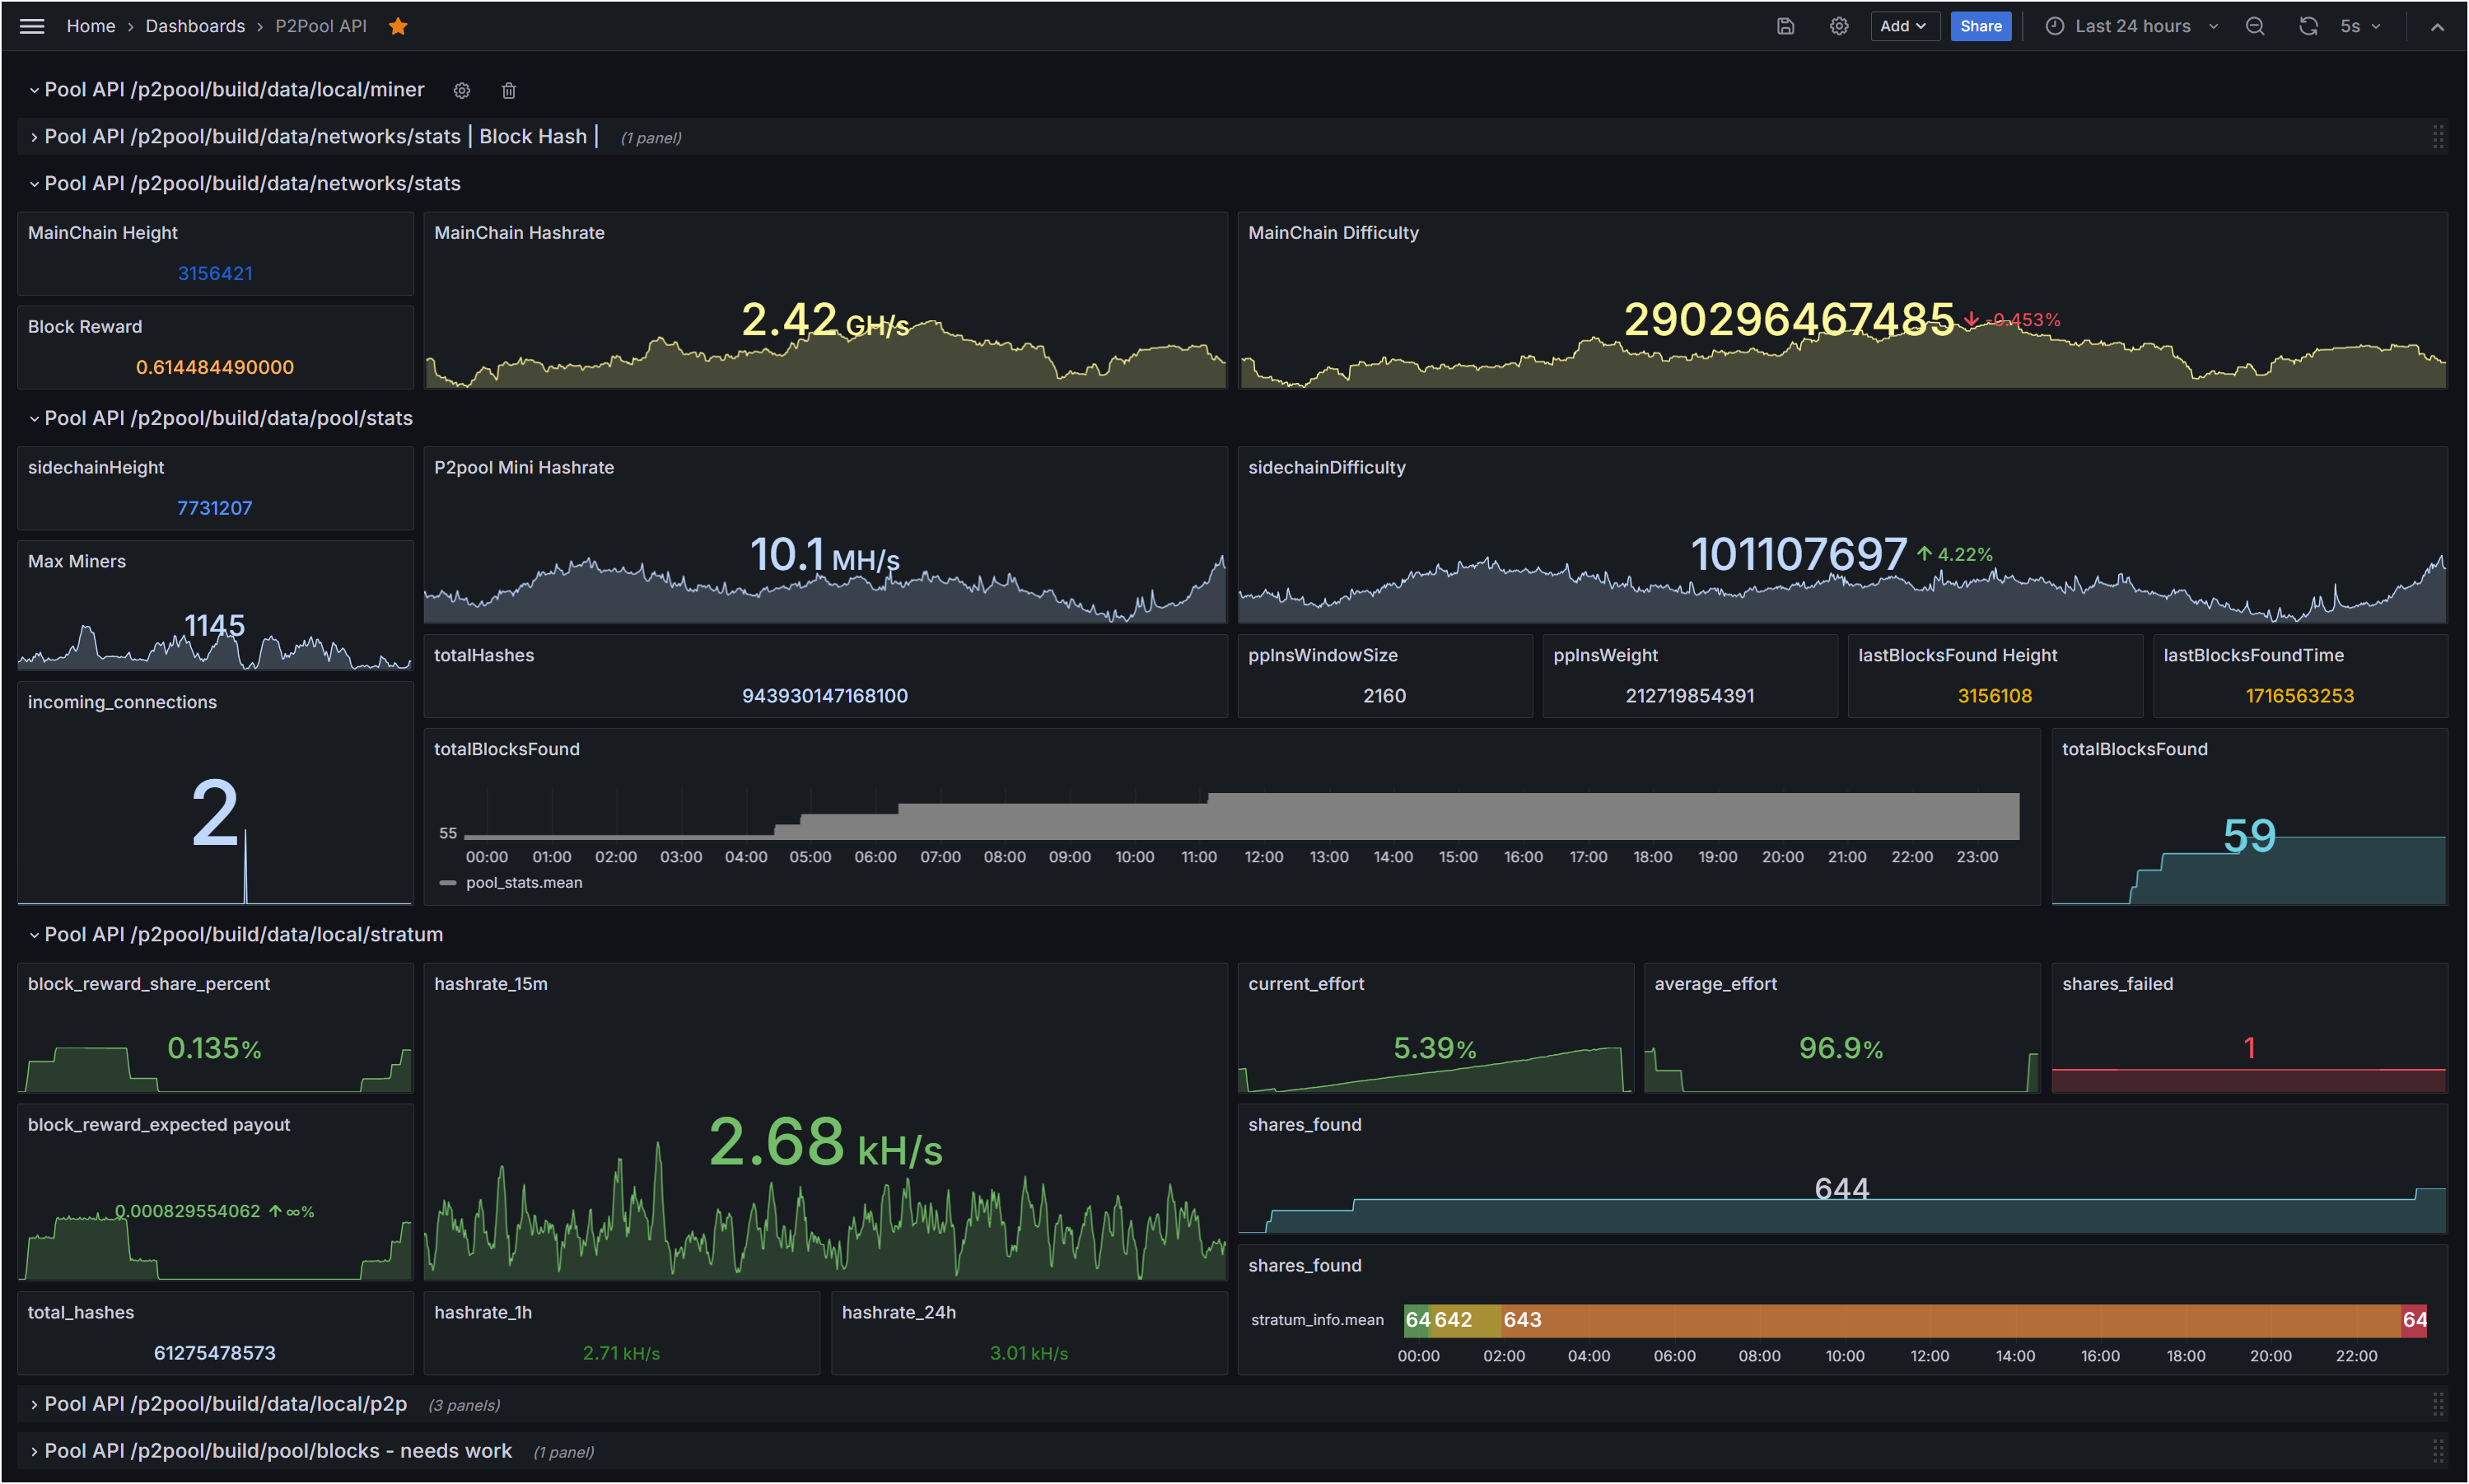 Home › Dashboards › P2Pool API
Add
Share
Last 24 hours
5s
Pool API /p2pool/build/data/local/miner
Pool API /p2pool/build/data/networks/stats | Block Hash | (1 panel)
Pool API /p2pool/build/data/networks/stats
MainChain Height
3156421
Block Reward
0.614484490000
MainChain Hashrate
2.42 GH/s
MainChain Difficulty
290296467485 -0.453%
Pool API /p2pool/build/data/pool/stats
sidechainHeight
7731207
Max Miners
1145
incoming_connections
2
P2pool Mini Hashrate
10.1 MH/s
sidechainDifficulty
101107697 4.22%
totalHashes
943930147168100
pplnsWindowSize
2160
pplnsWeight
212719854391
lastBlocksFound Height
3156108
lastBlocksFoundTime
1716563253
totalBlocksFound
55
00:00 01:00 02:00 03:00 04:00 05:00 06:00 07:00 08:00 09:00 10:00 11:00 12:00 13:00 14:00 15:00 16:00 17:00 18:00 19:00 20:00 21:00 22:00 23:00
pool_stats.mean
totalBlocksFound
59
Pool API /p2pool/build/data/local/stratum
block_reward_share_percent
0.135%
block_reward_expected payout
0.000829554062 ∞%
total_hashes
61275478573
hashrate_15m
2.68 kH/s
hashrate_1h
2.71 kH/s
hashrate_24h
3.01 kH/s
current_effort
5.39%
average_effort
96.9%
shares_failed
1
shares_found
644
shares_found
stratum_info.mean
64 642 643 64
00:00 02:00 04:00 06:00 08:00 10:00 12:00 14:00 16:00 18:00 20:00 22:00
Pool API /p2pool/build/data/local/p2p (3 panels)
Pool API /p2pool/build/pool/blocks - needs work (1 panel)